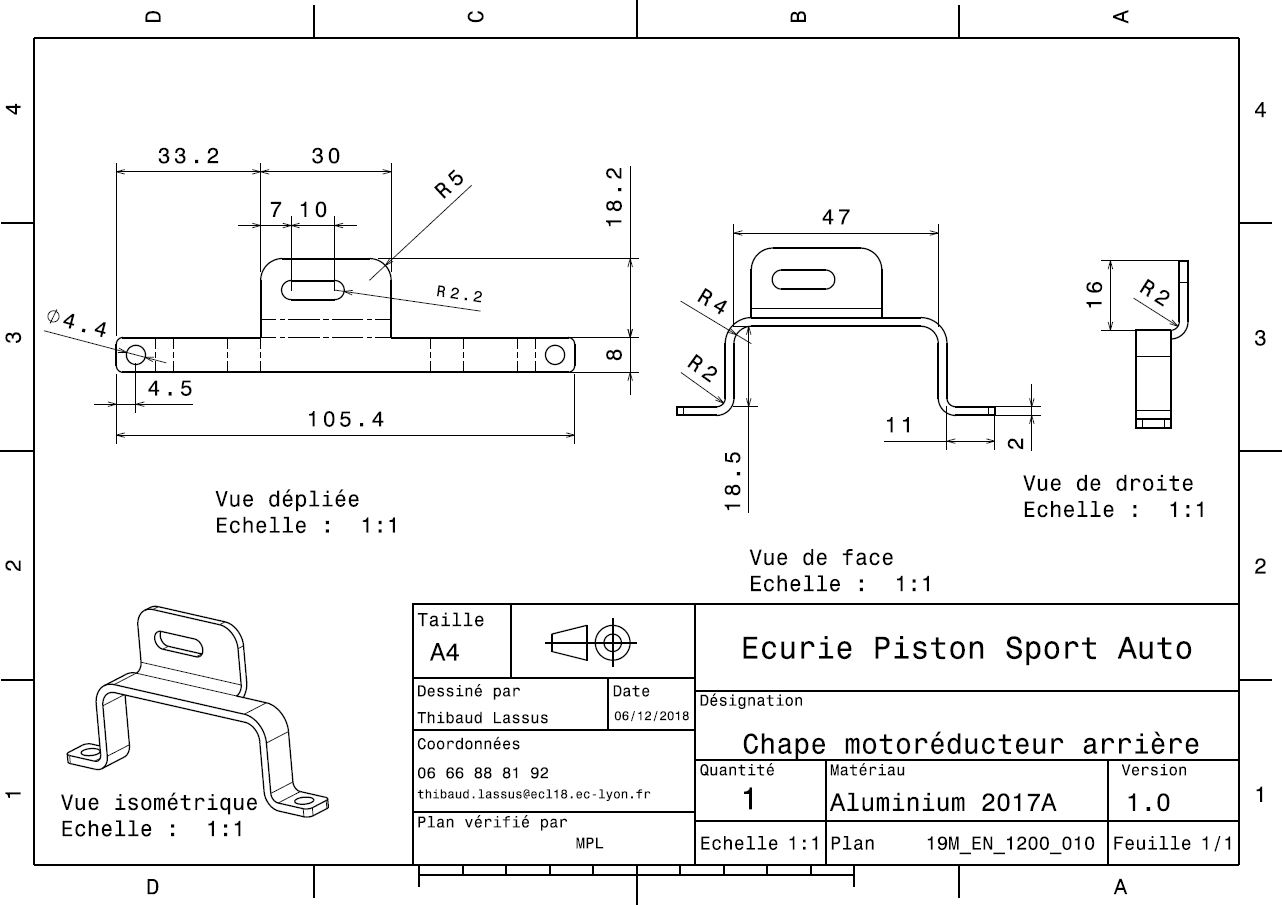 D C B A
4 4
33.2 30
7 10
R5
18.2
R2.2
Ø4.4
4.5
8
105.4
3 3
47
R4
R2
18.5
11
2
16
R2
Vue dépliée
Echelle : 1:1
Vue de face
Echelle : 1:1
Vue de droite
Echelle : 1:1
2 2
Vue isométrique
Echelle : 1:1
1 1
Taille
A4
Dessiné par
Thibaud Lassus
Date
06/12/2018
Coordonnées
06 66 88 81 92
thibaud.lassus@ecl18.ec-lyon.fr
Plan vérifié par
MPL
Ecurie Piston Sport Auto
Désignation
Chape motoréducteur arrière
Quantité
1
Matériau
Aluminium 2017A
Version
1.0
Echelle 1:1
Plan 19M_EN_1200_010
Feuille 1/1
D A